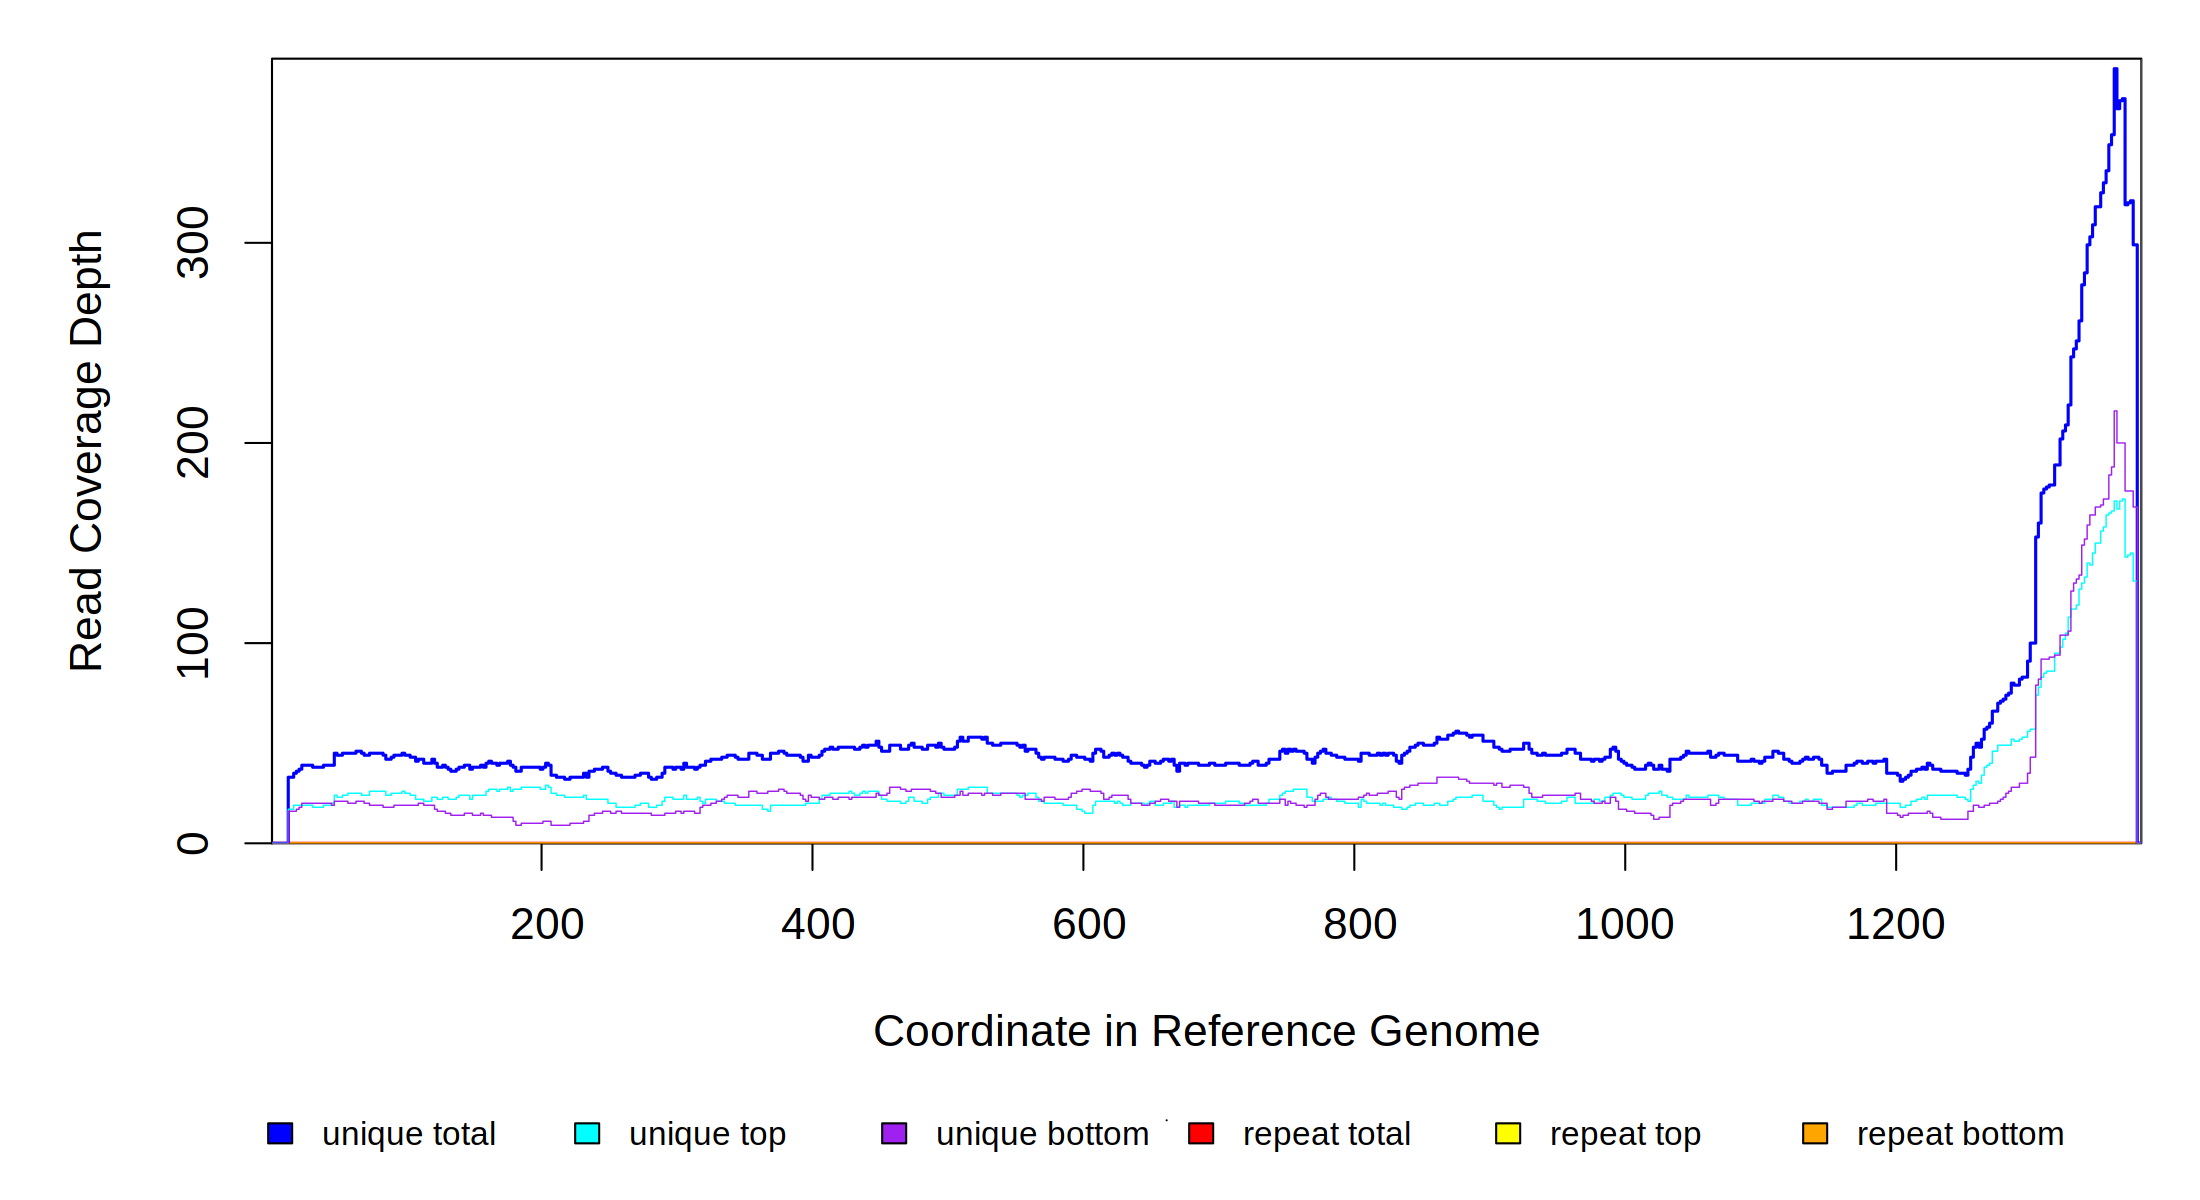 Read Coverage Depth
300
200
100
0
200 400 600 800 1000 1200
Coordinate in Reference Genome
unique total unique top unique bottom repeat total repeat top repeat bottom